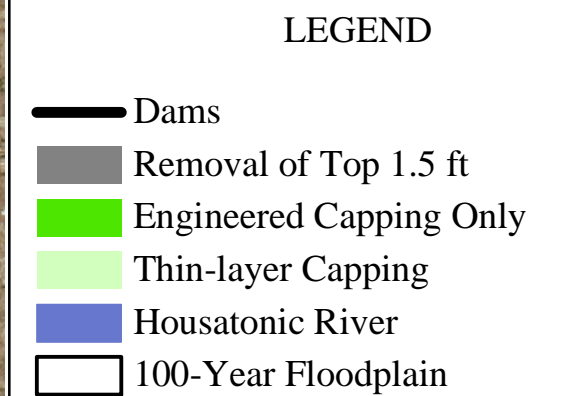 LEGEND
Dams
Removal of Top 1.5 ft
Engineered Capping Only
Thin-layer Capping
Housatonic River
100-Year Floodplain